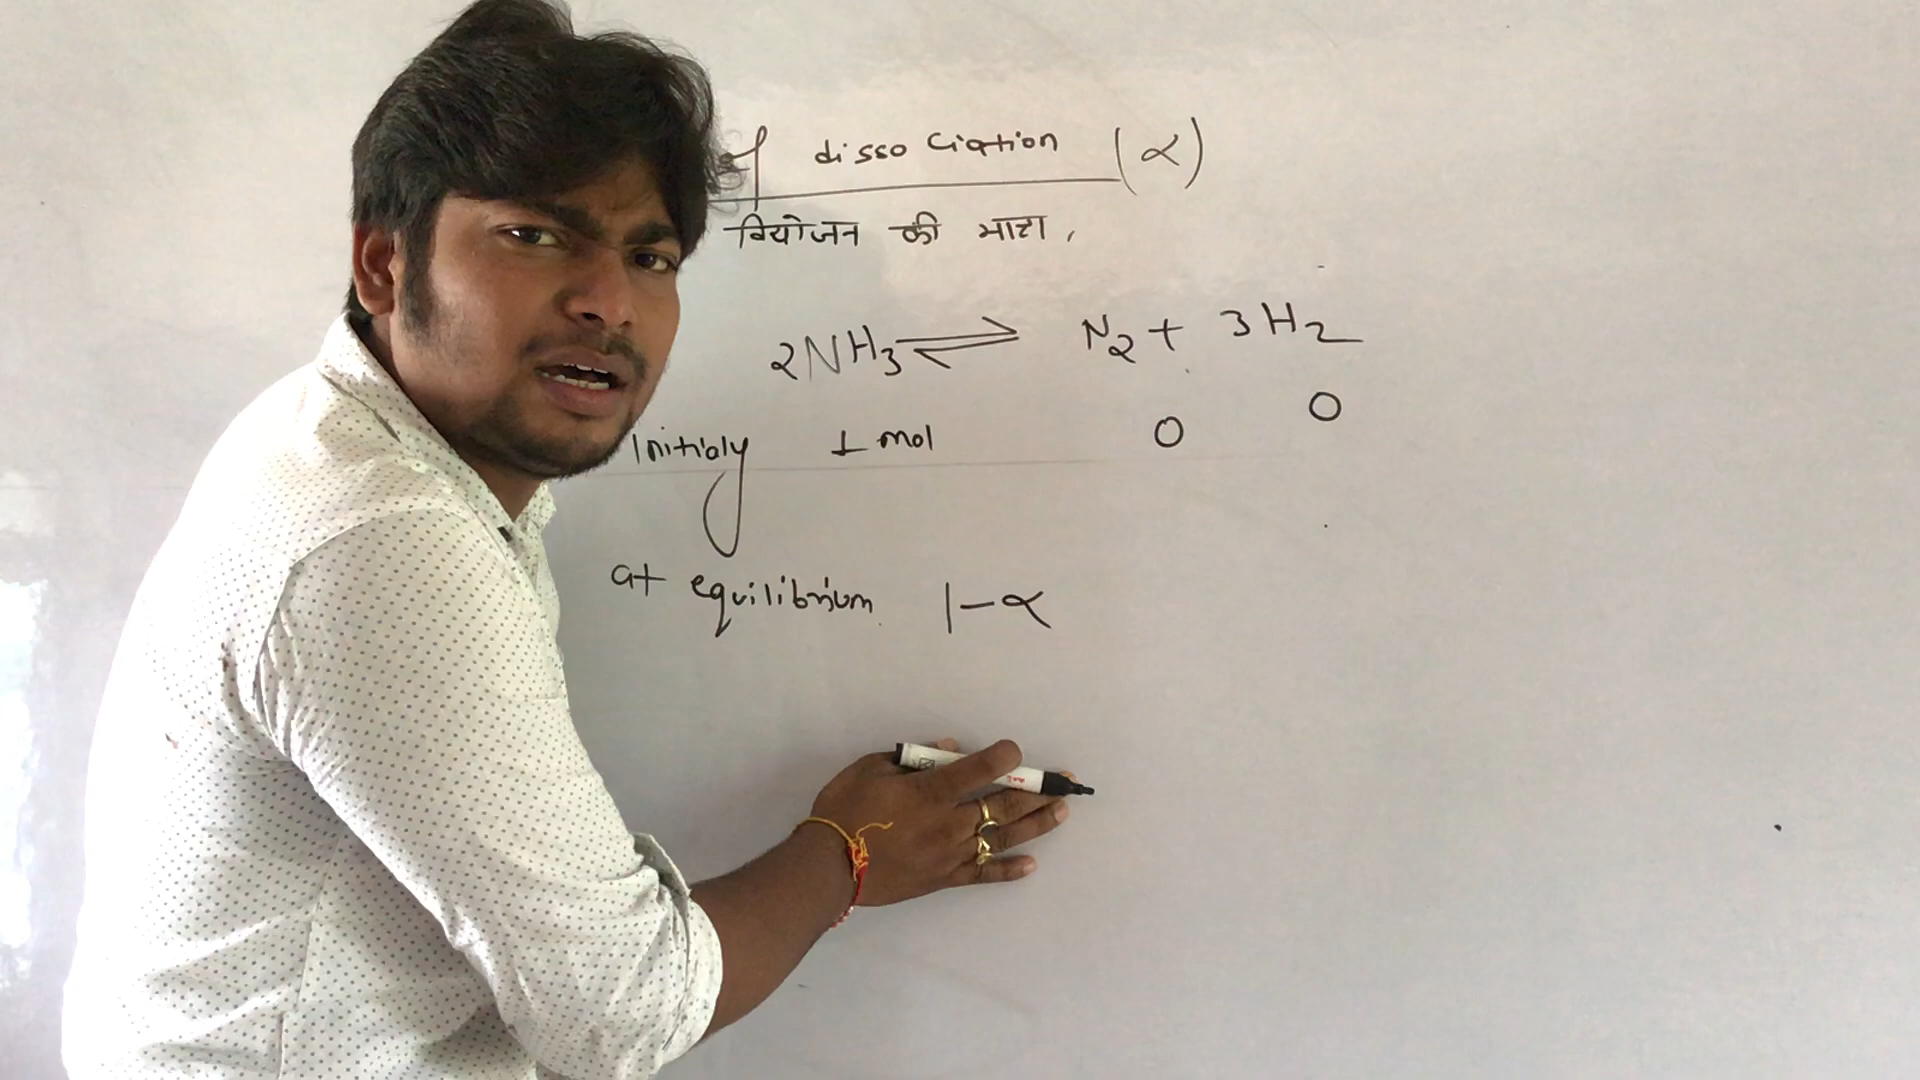 of dissociation (α)
वियोजन की मात्रा,
2NH₃ ⇌ N₂ + 3H₂
Initialy 1 mol 0 0
at equilibrium 1-α